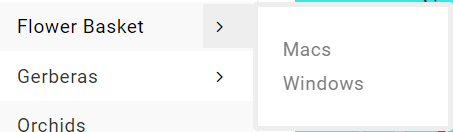 Flower Basket
Gerberas
Orchids
Macs
Windows